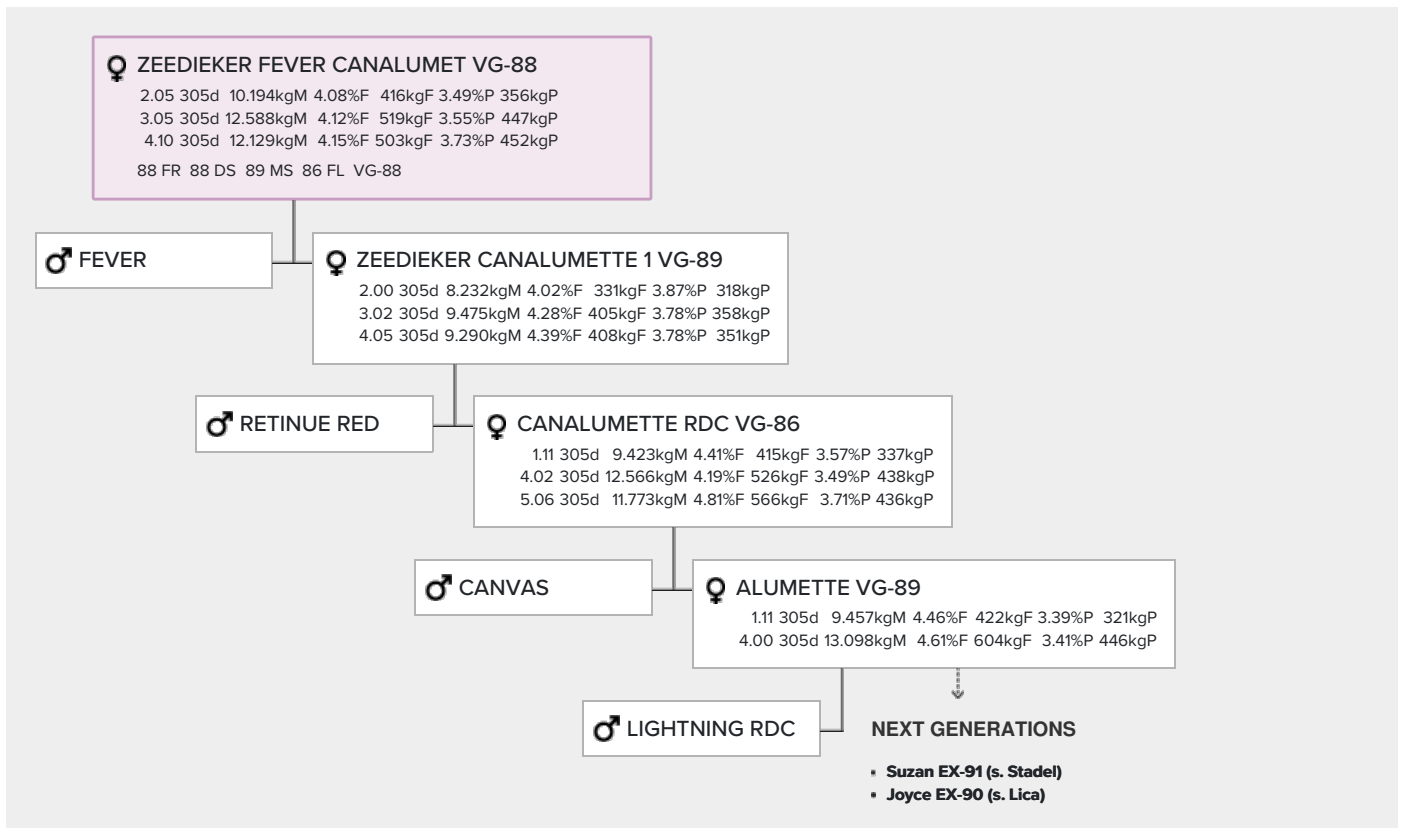 ZEEDIEKER FEVER CANALUMET VG-88
2.05 305d 10.194kgM 4.08%F 416kgF 3.49%P 356kgP
3.05 305d 12.588kgM 4.12%F 519kgF 3.55%P 447kgP
4.10 305d 12.129kgM 4.15%F 503kgF 3.73%P 452kgP
88 FR 88 DS 89 MS 86 FL VG-88
FEVER
ZEEDIEKER CANALUMETTE 1 VG-89
2.00 305d 8.232kgM 4.02%F 331kgF 3.87%P 318kgP
3.02 305d 9.475kgM 4.28%F 405kgF 3.78%P 358kgP
4.05 305d 9.290kgM 4.39%F 408kgF 3.78%P 351kgP
RETINUE RED
CANALUMETTE RDC VG-86
1.11 305d 9.423kgM 4.41%F 415kgF 3.57%P 337kgP
4.02 305d 12.566kgM 4.19%F 526kgF 3.49%P 438kgP
5.06 305d 11.773kgM 4.81%F 566kgF 3.71%P 436kgP
CANVAS
ALUMETTE VG-89
1.11 305d 9.457kgM 4.46%F 422kgF 3.39%P 321kgP
4.00 305d 13.098kgM 4.61%F 604kgF 3.41%P 446kgP
LIGHTNING RDC
NEXT GENERATIONS
Suzan EX-91 (s. Stadel)
Joyce EX-90 (s. Lica)